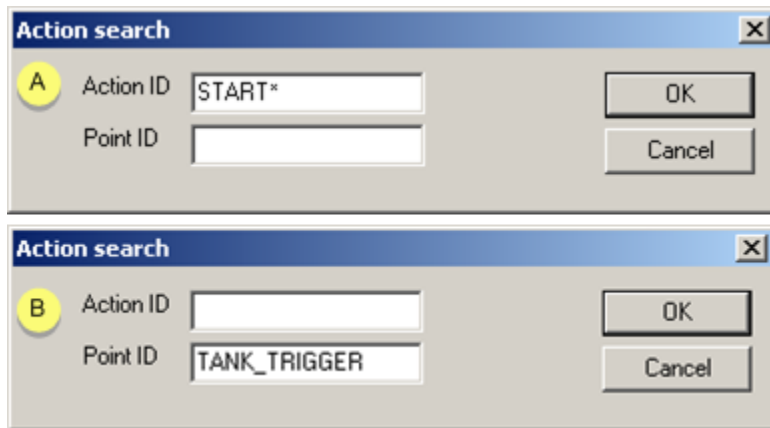 Action search
A Action ID START* OK
Point ID Cancel
Action search
B Action ID OK
Point ID TANK_TRIGGER Cancel